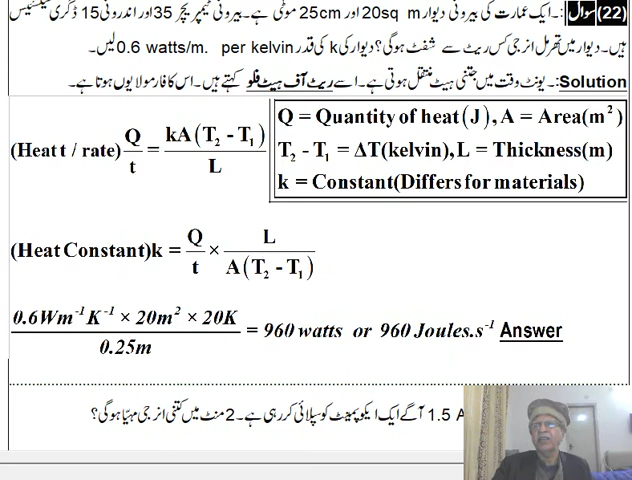 (22) سوال:۔ ایک عمارت کی بیرونی دیوار 20sq m اور 25cm موٹی ہے۔ بیرونی ٹیمپریچر 35 اور اندرونی 15 ڈگری سیلسیئس
ہیں۔ دیوار میں تھرمل انرجی کس ریٹ سے شفٹ ہوگی؟ دیوار کی k کی قدر 0.6 watts/m. per kelvin لیں۔
Solution:۔ یونٹ وقت میں جتنی ہیٹ منتقل ہوتی ہے۔ اسے ریٹ آف ہیٹ فلو کہتے ہیں۔ اس کا فارمولا یوں ہوتا ہے۔
(Heat t / rate) Q/t = kA(T₂ - T₁)/L
Q = Quantity of heat(J), A = Area(m²)
T₂ - T₁ = ΔT(kelvin), L = Thickness(m)
k = Constant(Differs for materials)
(Heat Constant)k = Q/t × L/A(T₂ - T₁)
0.6Wm⁻¹K⁻¹ × 20m² × 20K / 0.25m = 960 watts or 960 Joules.s⁻¹ Answer
1.5 A آگے ایک ایکوپمینٹ کو سپلائی کر رہی ہے۔ 2 منٹ میں کتنی انرجی مہیا ہوگی؟